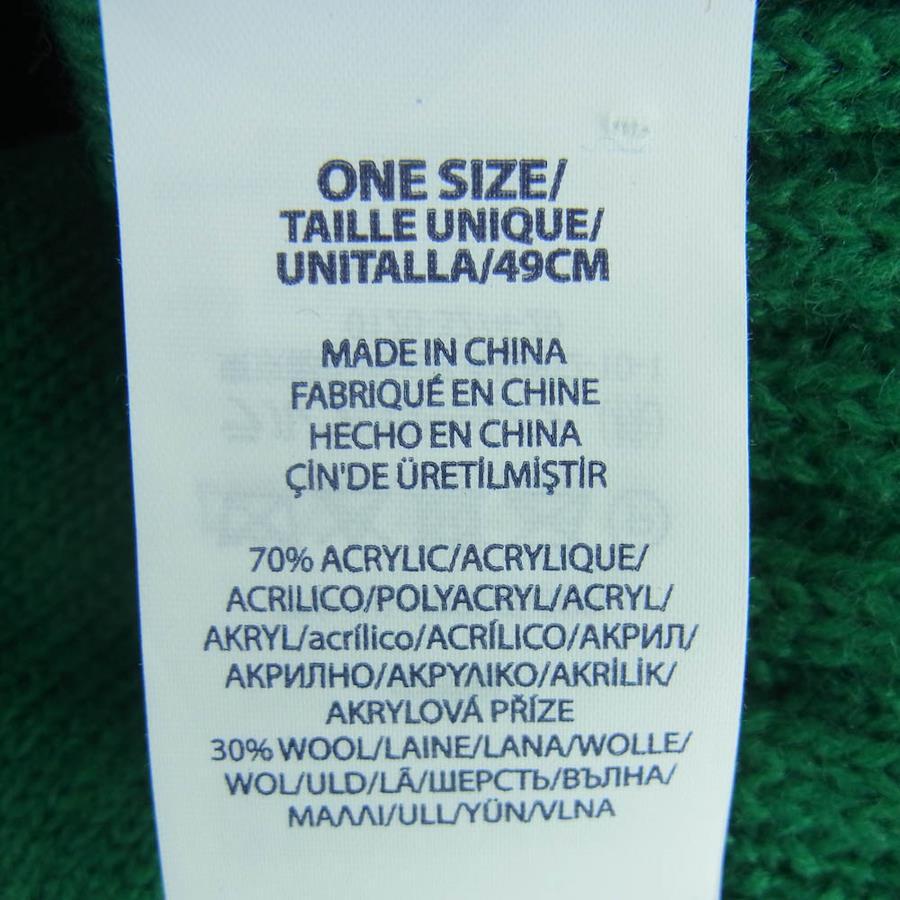 ONE SIZE/
TAILLE UNIQUE/
UNITALLA/49CM
MADE IN CHINA
FABRIQUÉ EN CHINE
HECHO EN CHINA
ÇİN'DE ÜRETİLMİŞTİR
70% ACRYLIC/ACRYLIQUE/
ACRILICO/POLYACRYL/ACRYL/
AKRYL/acrílico/ACRÍLICO/АКРИЛ/
АКРИЛНО/ΑΚΡΥΛΙΚΟ/AKRİLİK/
AKRYLOVÁ PŘÍZE
30% WOOL/LAINE/LANA/WOLLE/
WOL/ULD/LÃ/ШЕРСТЬ/ВЪЛНА/
ΜΑΛΛΙ/ULL/YÜN/VLNA